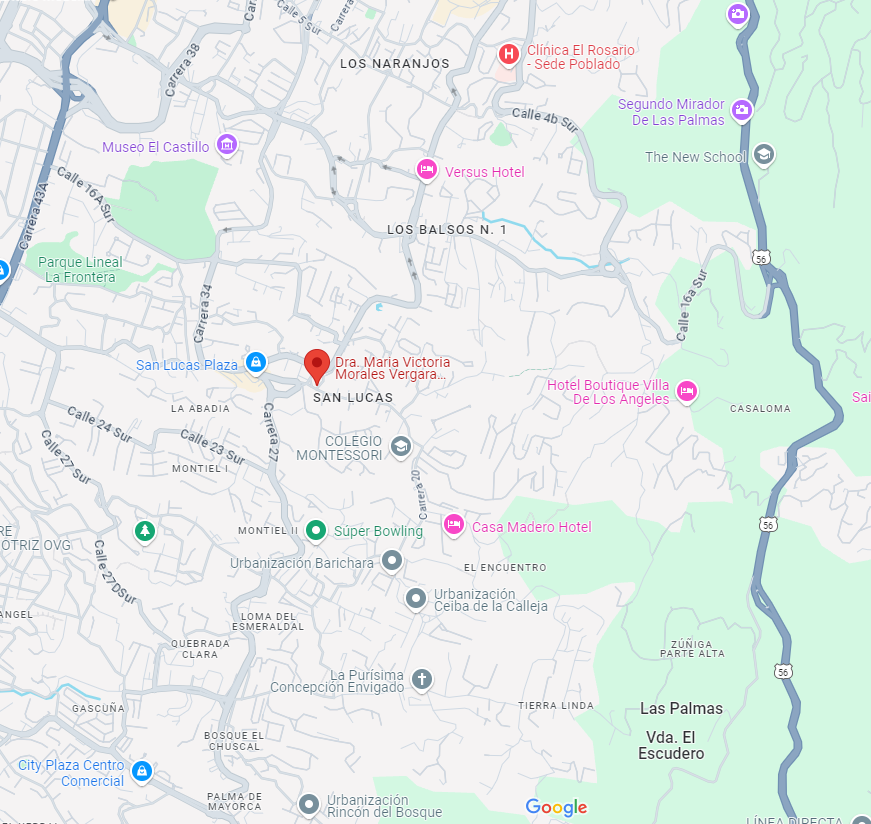 Calle 5 Sur
Carrera
Carrera 38
LOS NARANJOS
Clínica El Rosario
- Sede Poblado
Segundo Mirador
De Las Palmas
Calle 4b Sur
Museo El Castillo
The New School
Versus Hotel
Calle 16A Sur
Carrera 43A
LOS BALSOS N. 1
56
Parque Lineal
La Frontera
Calle 16a Sur
Carrera 34
San Lucas Plaza
Dra. Maria Victoria
Morales Vergara...
SAN LUCAS
Hotel Boutique Villa
De Los Angeles
Sai
LA ABADIA
CASALOMA
Calle 24 Sur
Carrera 27
Calle 23 Sur
COLEGIO
MONTESSORI
Calle 27 Sur
MONTIEL I
Carrera 20
RE
OTRIZ OVG
MONTIEL II
Súper Bowling
Casa Madero Hotel
56
Urbanización Barichara
EL ENCUENTRO
Calle 27DSur
Urbanización
Ceiba de la Calleja
ANGEL
LOMA DEL
ESMERALDAL
QUEBRADA
CLARA
ZÚÑIGA
PARTE ALTA
56
La Purísima
Concepción Envigado
GASCUÑA
TIERRA LINDA
Las Palmas
BOSQUE EL
CHUSCAL
Vda. El
Escudero
City Plaza Centro
Comercial
PALMA DE
MAYORCA
Urbanización
Rincón del Bosque
Google
LÍNEA DIRECTA